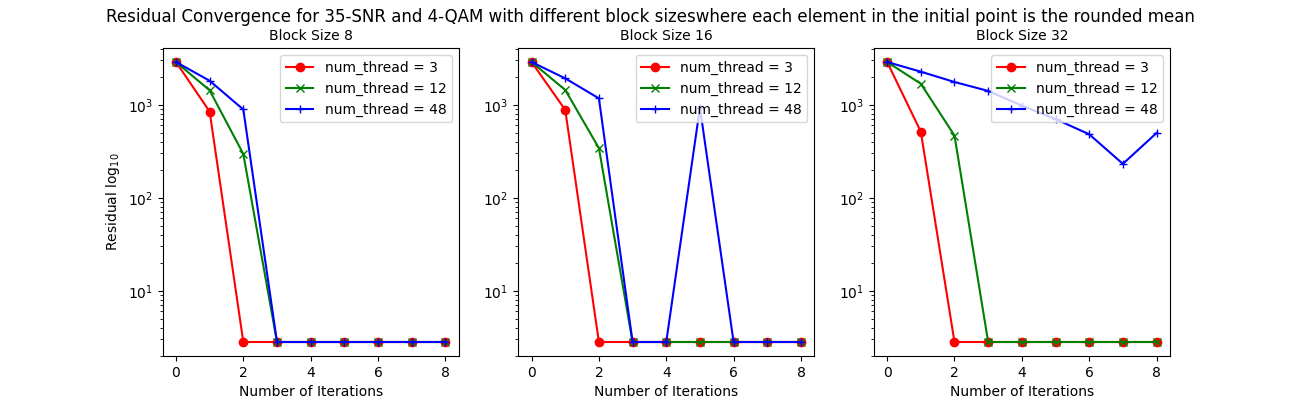 Residual Convergence for 35-SNR and 4-QAM with different block sizeswhere each element in the initial point is the rounded mean
Block Size 8
num_thread = 3
num_thread = 12
num_thread = 48
10³
10²
10¹
Residual log₁₀
0 2 4 6 8
Number of Iterations
Block Size 16
num_thread = 3
num_thread = 12
num_thread = 48
10³
10²
10¹
0 2 4 6 8
Number of Iterations
Block Size 32
num_thread = 3
num_thread = 12
num_thread = 48
10³
10²
10¹
0 2 4 6 8
Number of Iterations